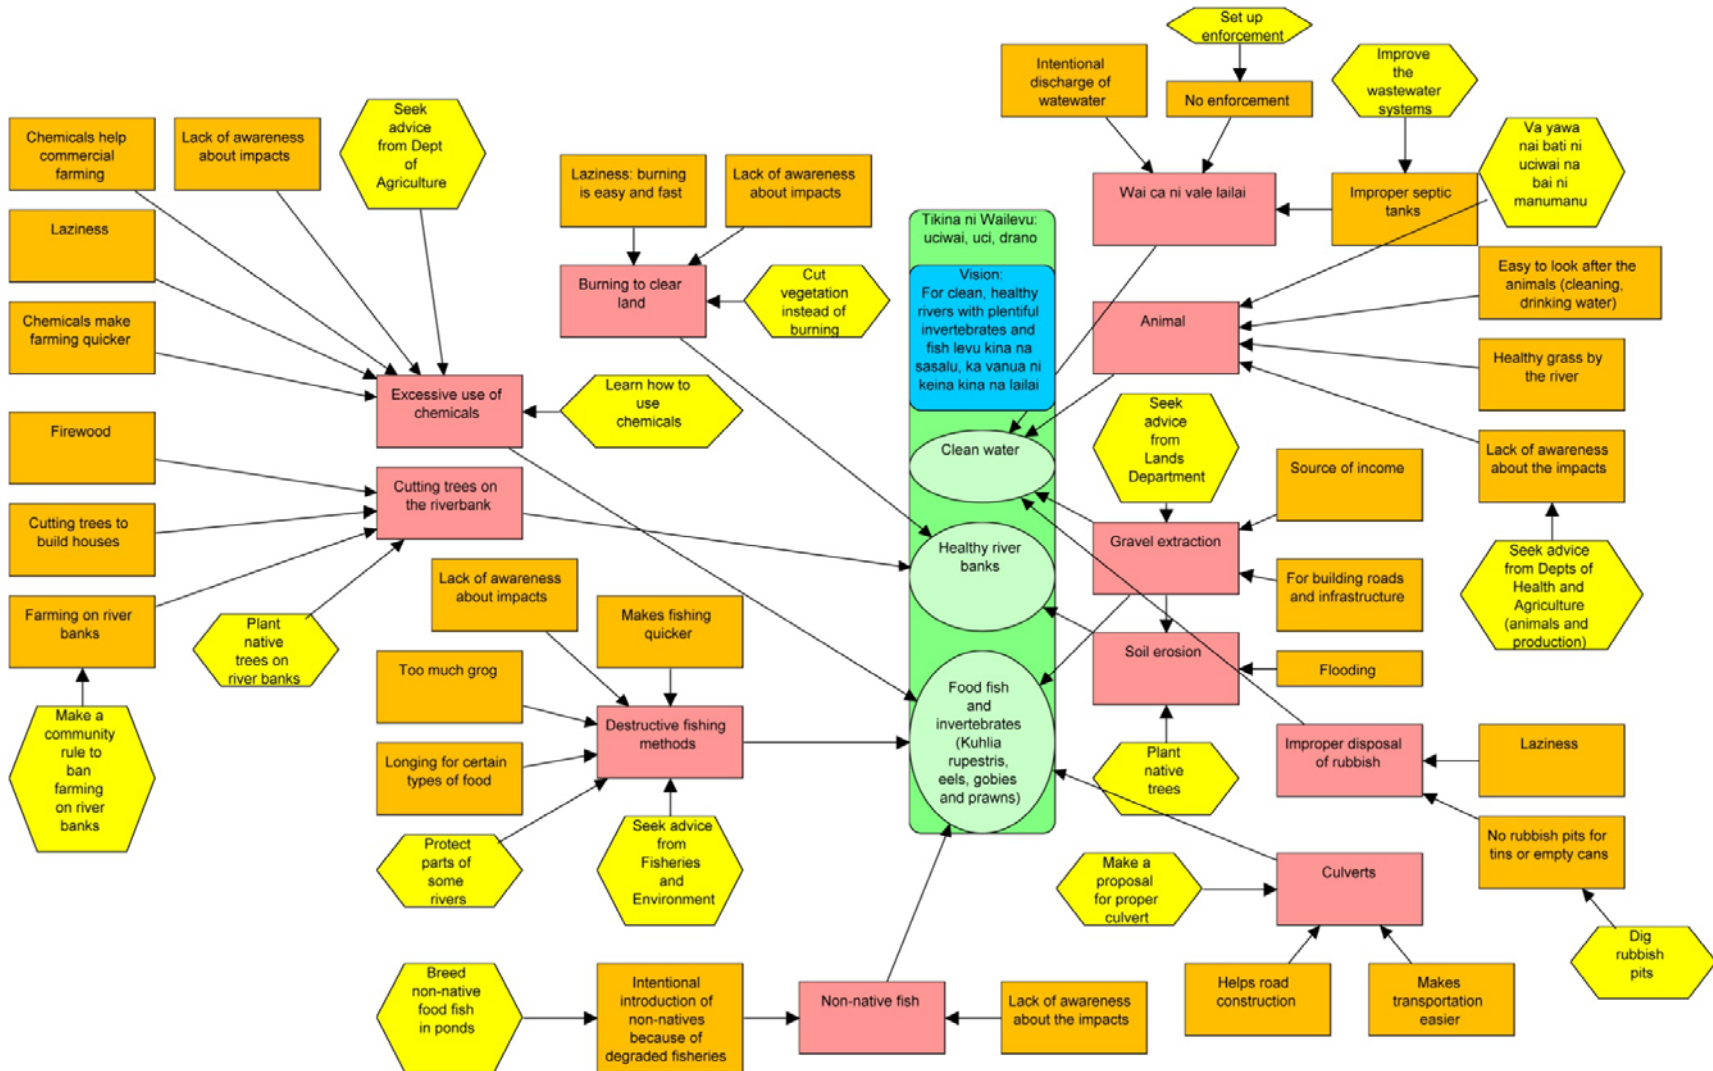 Set up
enforcement
Intentional
discharge of
watewater
No enforcement
Improve
the
wastewater
systems
Va yawa
nai bati ni
uciwai na
bai ni
manumanu
Chemicals help
commercial
farming
Lack of awareness
about impacts
Seek
advice
from Dept
of
Agriculture
Laziness: burning
is easy and fast
Lack of awareness
about impacts
Wai ca ni vale lailai
Improper septic
tanks
Laziness
Tikina ni Wailevu:
uciwai, uci, drano
Burning to clear
land
Cut
vegetation
instead of
burning
Vision:
For clean, healthy
rivers with plentiful
invertebrates and
fish levu kina na
sasalu, ka vanua ni
keina kina na lailai
Animal
Easy to look after the
animals (cleaning,
drinking water)
Chemicals make
farming quicker
Healthy grass by
the river
Excessive use of
chemicals
Learn how to
use
chemicals
Seek
advice
from
Lands
Department
Firewood
Clean water
Source of income
Lack of awareness
about the impacts
Cutting trees on
the riverbank
Cutting trees to
build houses
Healthy river
banks
Gravel extraction
Seek advice
from Depts of
Health and
Agriculture
(animals and
production)
Lack of awareness
about impacts
For building roads
and infrastructure
Farming on river
banks
Plant
native
trees on
river banks
Makes fishing
quicker
Soil erosion
Flooding
Too much grog
Food fish
and
invertebrates
(Kuhlia
rupestris,
eels, gobies
and prawns)
Make a
community
rule to
ban
farming
on river
banks
Destructive fishing
methods
Improper disposal
of rubbish
Laziness
Longing for certain
types of food
Plant
native
trees
Protect
parts of
some
rivers
Seek advice
from
Fisheries
and
Environment
No rubbish pits for
tins or empty cans
Make a
proposal
for proper
culvert
Culverts
Dig
rubbish
pits
Breed
non-native
food fish
in ponds
Intentional
introduction of
non-natives
because of
degraded fisheries
Non-native fish
Lack of awareness
about the impacts
Helps road
construction
Makes
transportation
easier